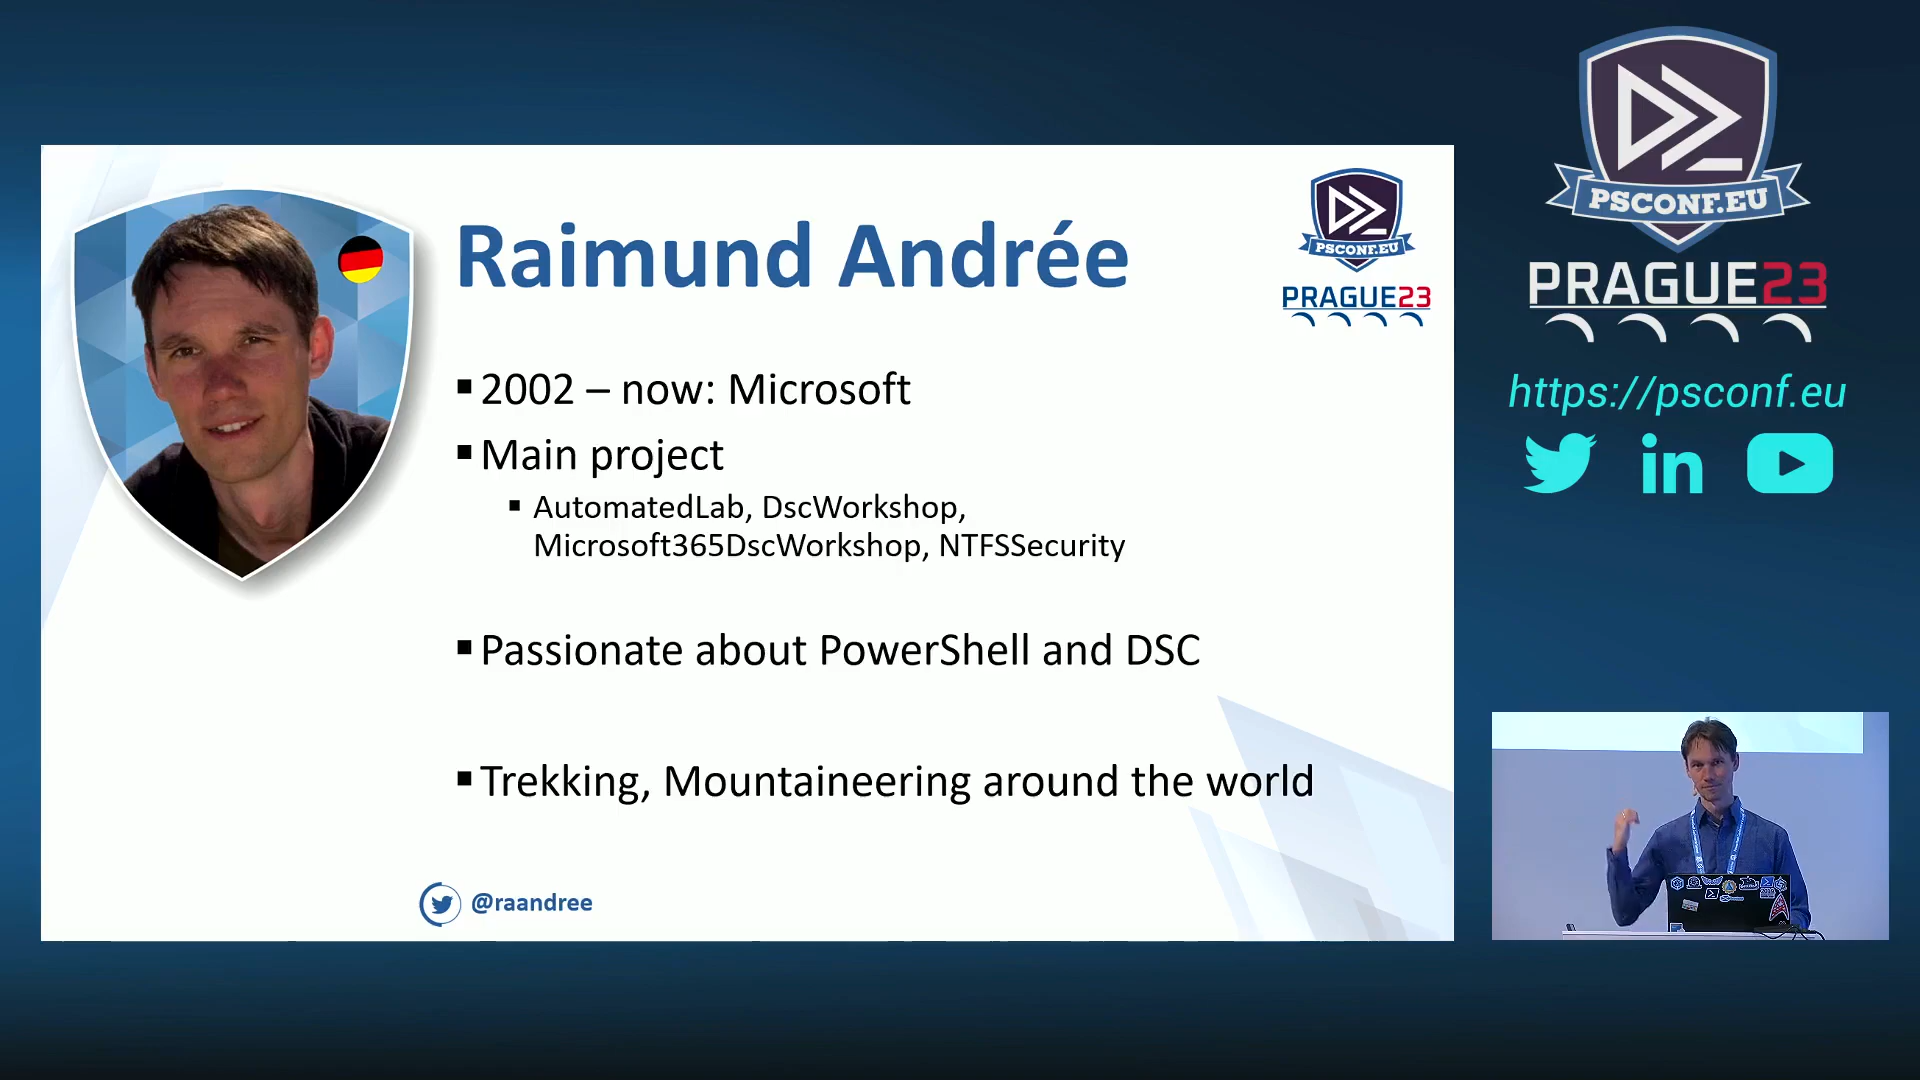 Raimund Andrée
PSCONF.EU
PRAGUE23
2002 – now: Microsoft
Main project
AutomatedLab, DscWorkshop,
Microsoft365DscWorkshop, NTFSSecurity
Passionate about PowerShell and DSC
Trekking, Mountaineering around the world
@raandree
PSCONF.EU
PRAGUE23
https://psconf.eu
in